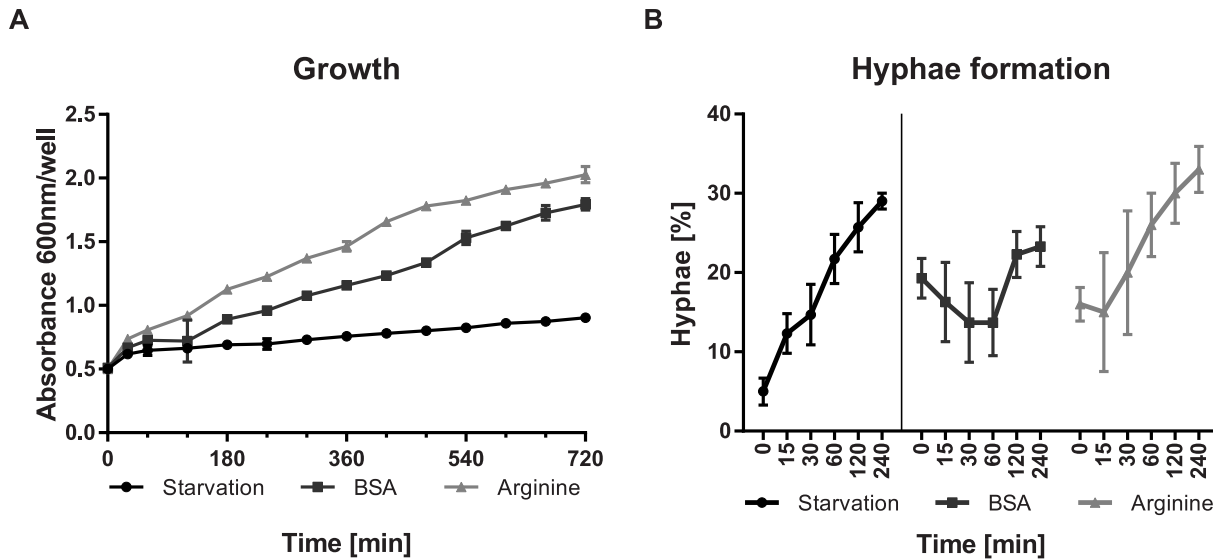 A
B
Growth
Hyphae formation
Absorbance 600nm/well
2.5
2.0
1.5
1.0
0.5
0.0
0 180 360 540 720
Starvation BSA Arginine
Time [min]
Hyphae [%]
40
30
20
10
0
0 15 30 60 120 240 0 15 30 60 120 240 0 15 30 60 120 240
Starvation BSA Arginine
Time [min]